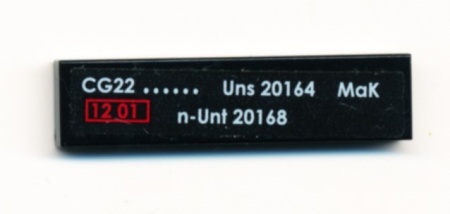 CG22 ...... Uns 20164 MaK
12 01 n-Unt 20168